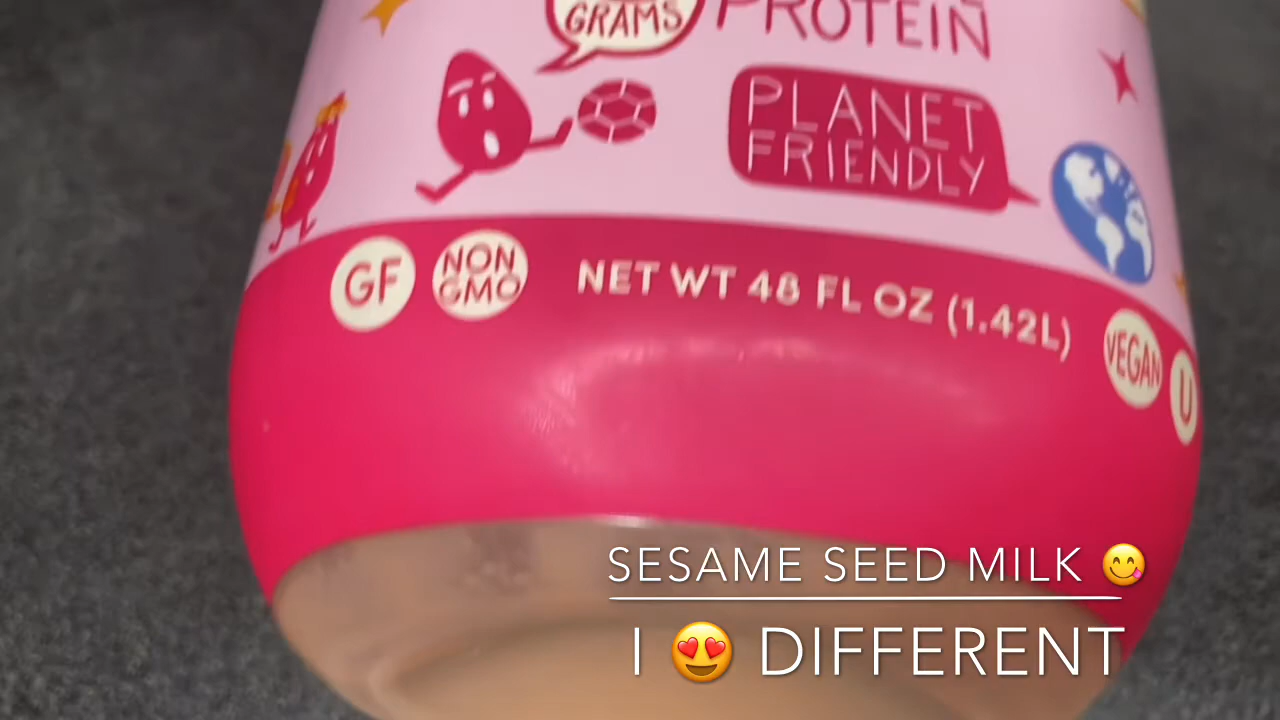 GRAMS
PROTEIN
PLANET
FRIENDLY
GF
NON
GMO
NET WT 48 FL OZ (1.42L)
VEGAN
U
SESAME SEED MILK 😋
I 😍 DIFFERENT